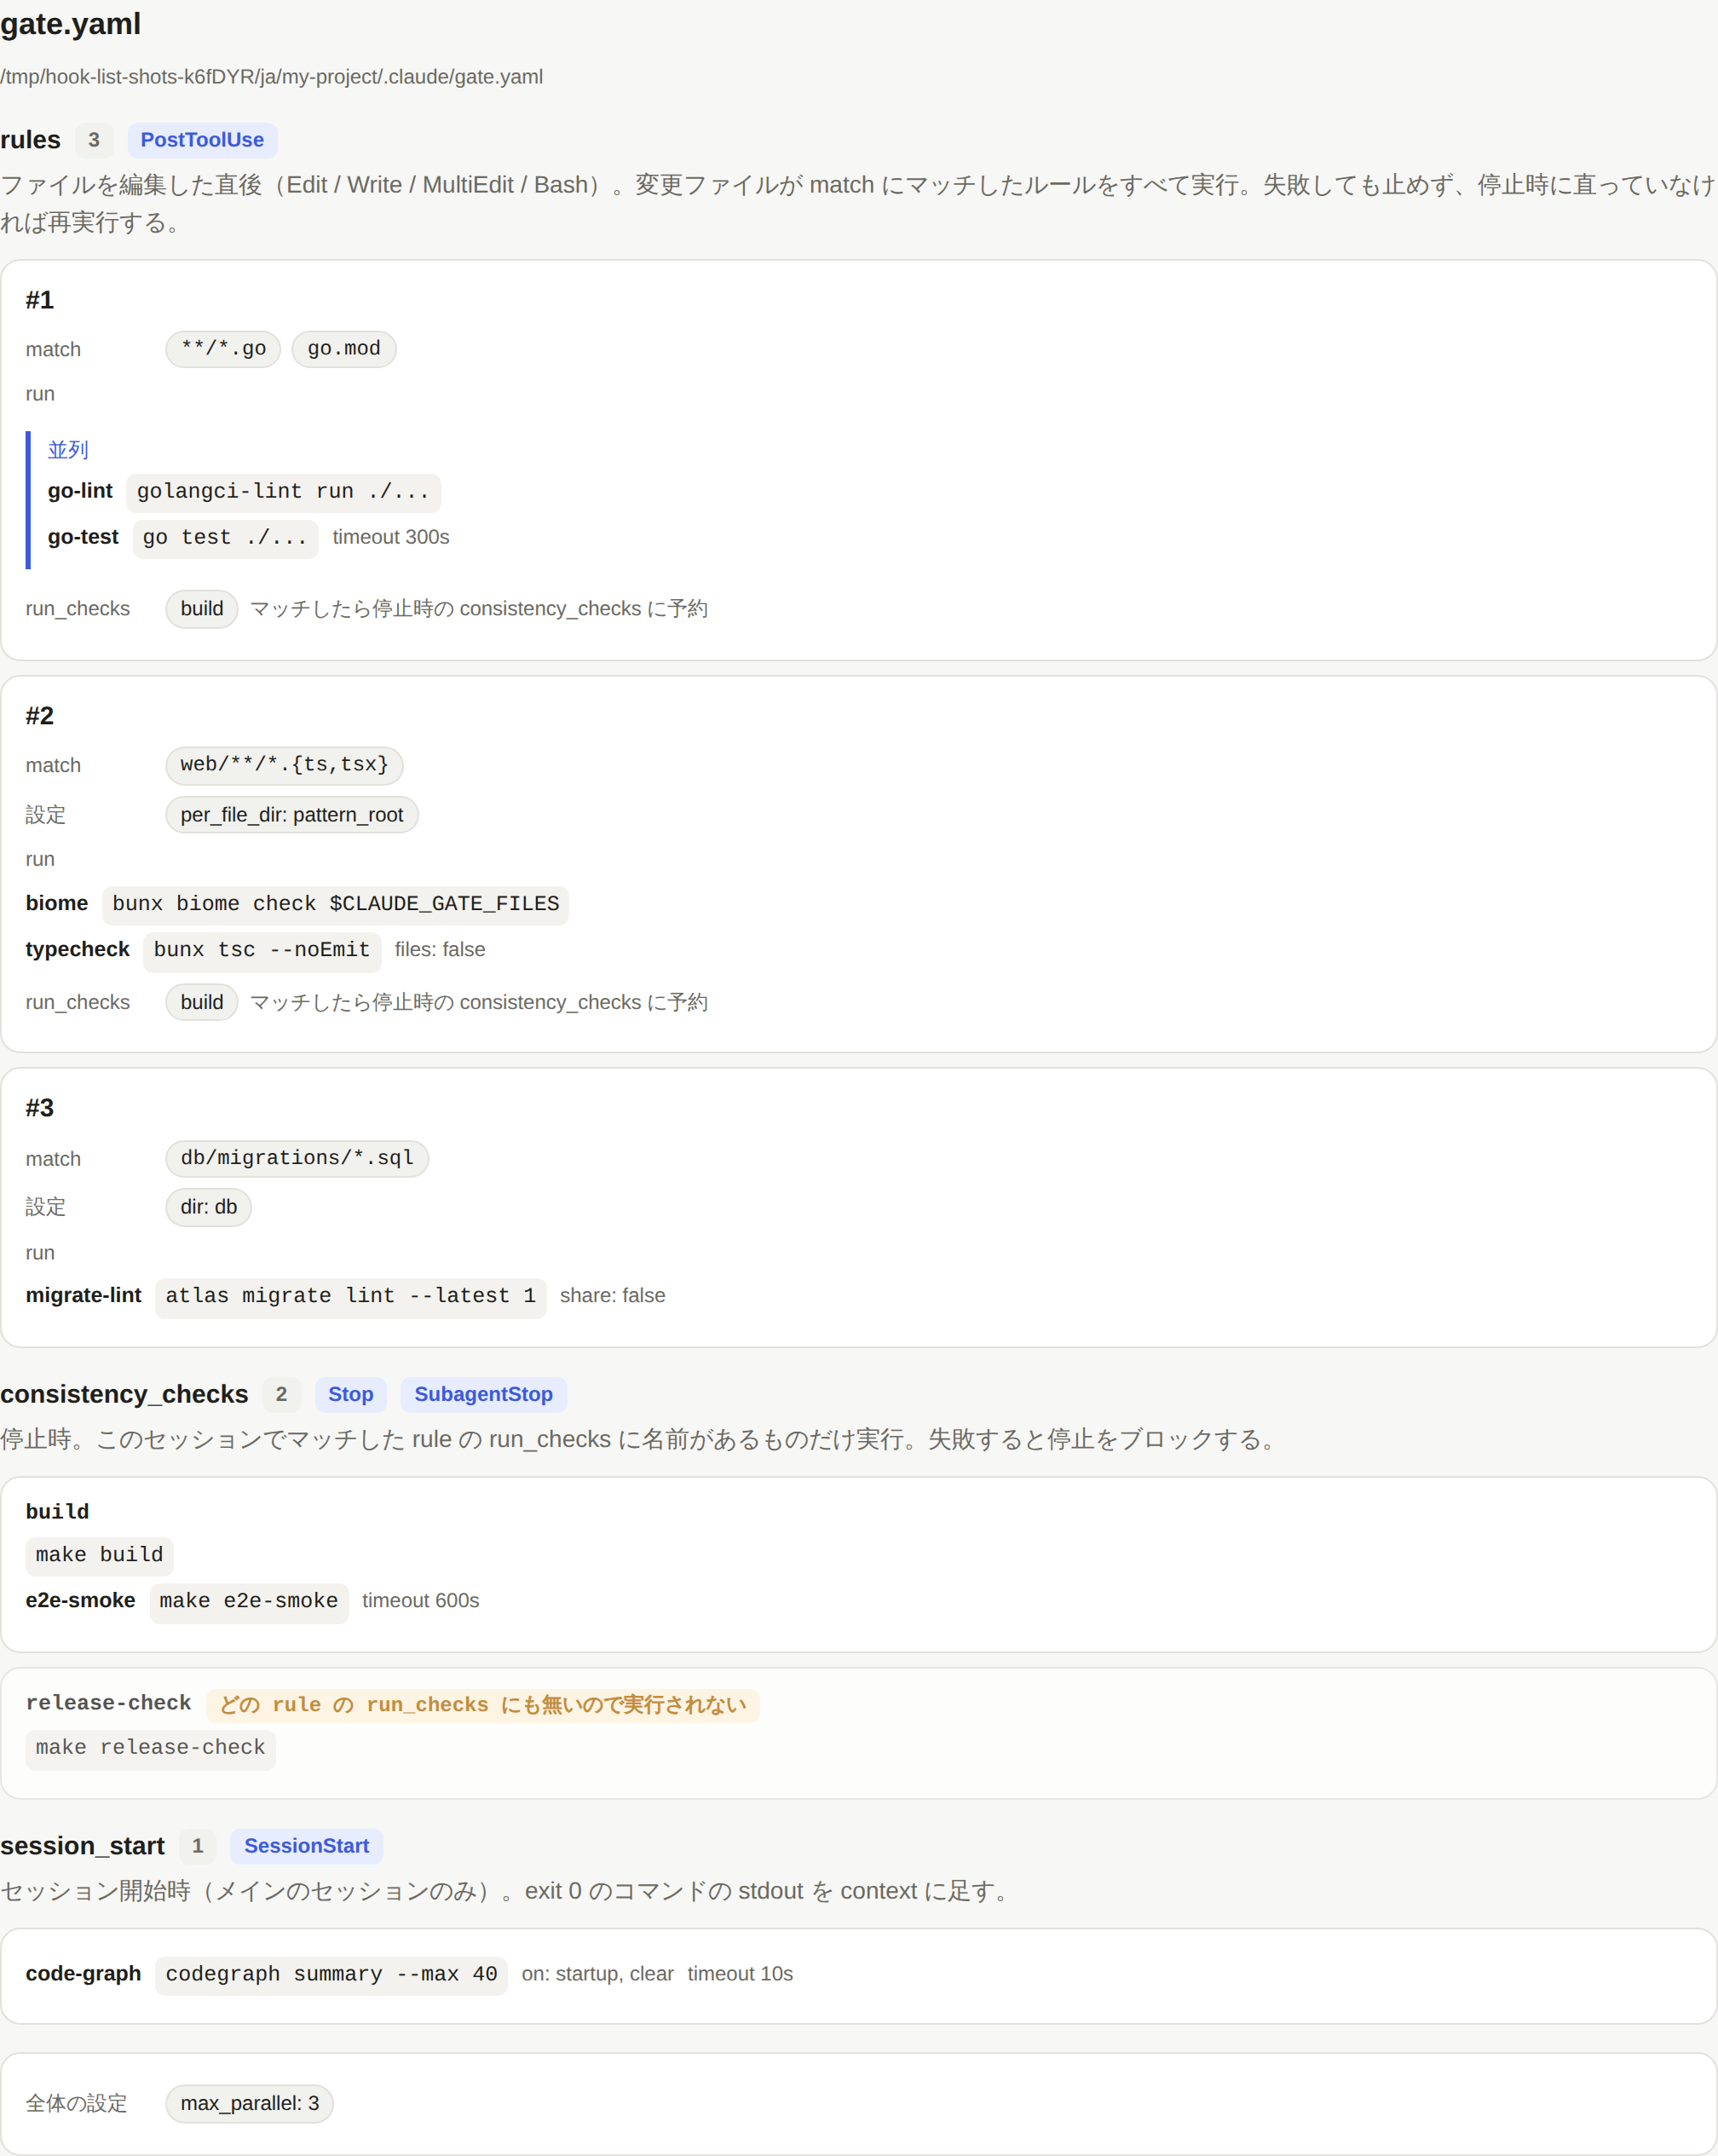 gate.yaml
/tmp/hook-list-shots-k6fDYR/ja/my-project/.claude/gate.yaml
rules 3 PostToolUse
ファイルを編集した直後（Edit / Write / MultiEdit / Bash）。変更ファイルが match にマッチしたルールをすべて実行。失敗しても止めず、停止時に直っていなけ
れば再実行する。
#1
match **/*.go go.mod
run
並列
go-lint golangci-lint run ./...
go-test go test ./... timeout 300s
run_checks build マッチしたら停止時の consistency_checks に予約
#2
match web/**/*.{ts,tsx}
設定 per_file_dir: pattern_root
run
biome bunx biome check $CLAUDE_GATE_FILES
typecheck bunx tsc --noEmit files: false
run_checks build マッチしたら停止時の consistency_checks に予約
#3
match db/migrations/*.sql
設定 dir: db
run
migrate-lint atlas migrate lint --latest 1 share: false
consistency_checks 2 Stop SubagentStop
停止時。このセッションでマッチした rule の run_checks に名前があるものだけ実行。失敗すると停止をブロックする。
build
make build
e2e-smoke make e2e-smoke timeout 600s
release-check どの rule の run_checks にも無いので実行されない
make release-check
session_start 1 SessionStart
セッション開始時（メインのセッションのみ）。exit 0 のコマンドの stdout を context に足す。
code-graph codegraph summary --max 40 on: startup, clear timeout 10s
全体の設定 max_parallel: 3